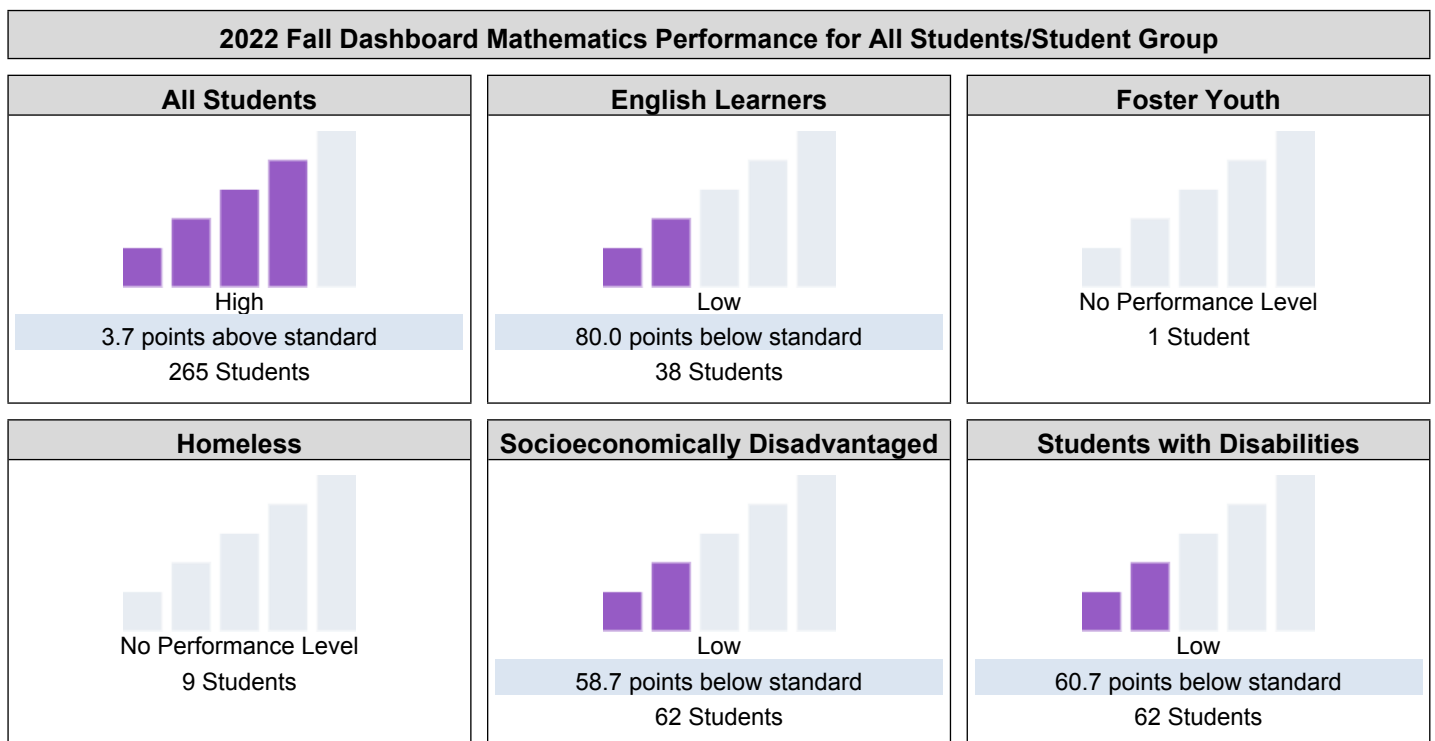 2022 Fall Dashboard Mathematics Performance for All Students/Student Group
All Students
High
3.7 points above standard
265 Students
English Learners
Low
80.0 points below standard
38 Students
Foster Youth
No Performance Level
1 Student
Homeless
No Performance Level
9 Students
Socioeconomically Disadvantaged
Low
58.7 points below standard
62 Students
Students with Disabilities
Low
60.7 points below standard
62 Students